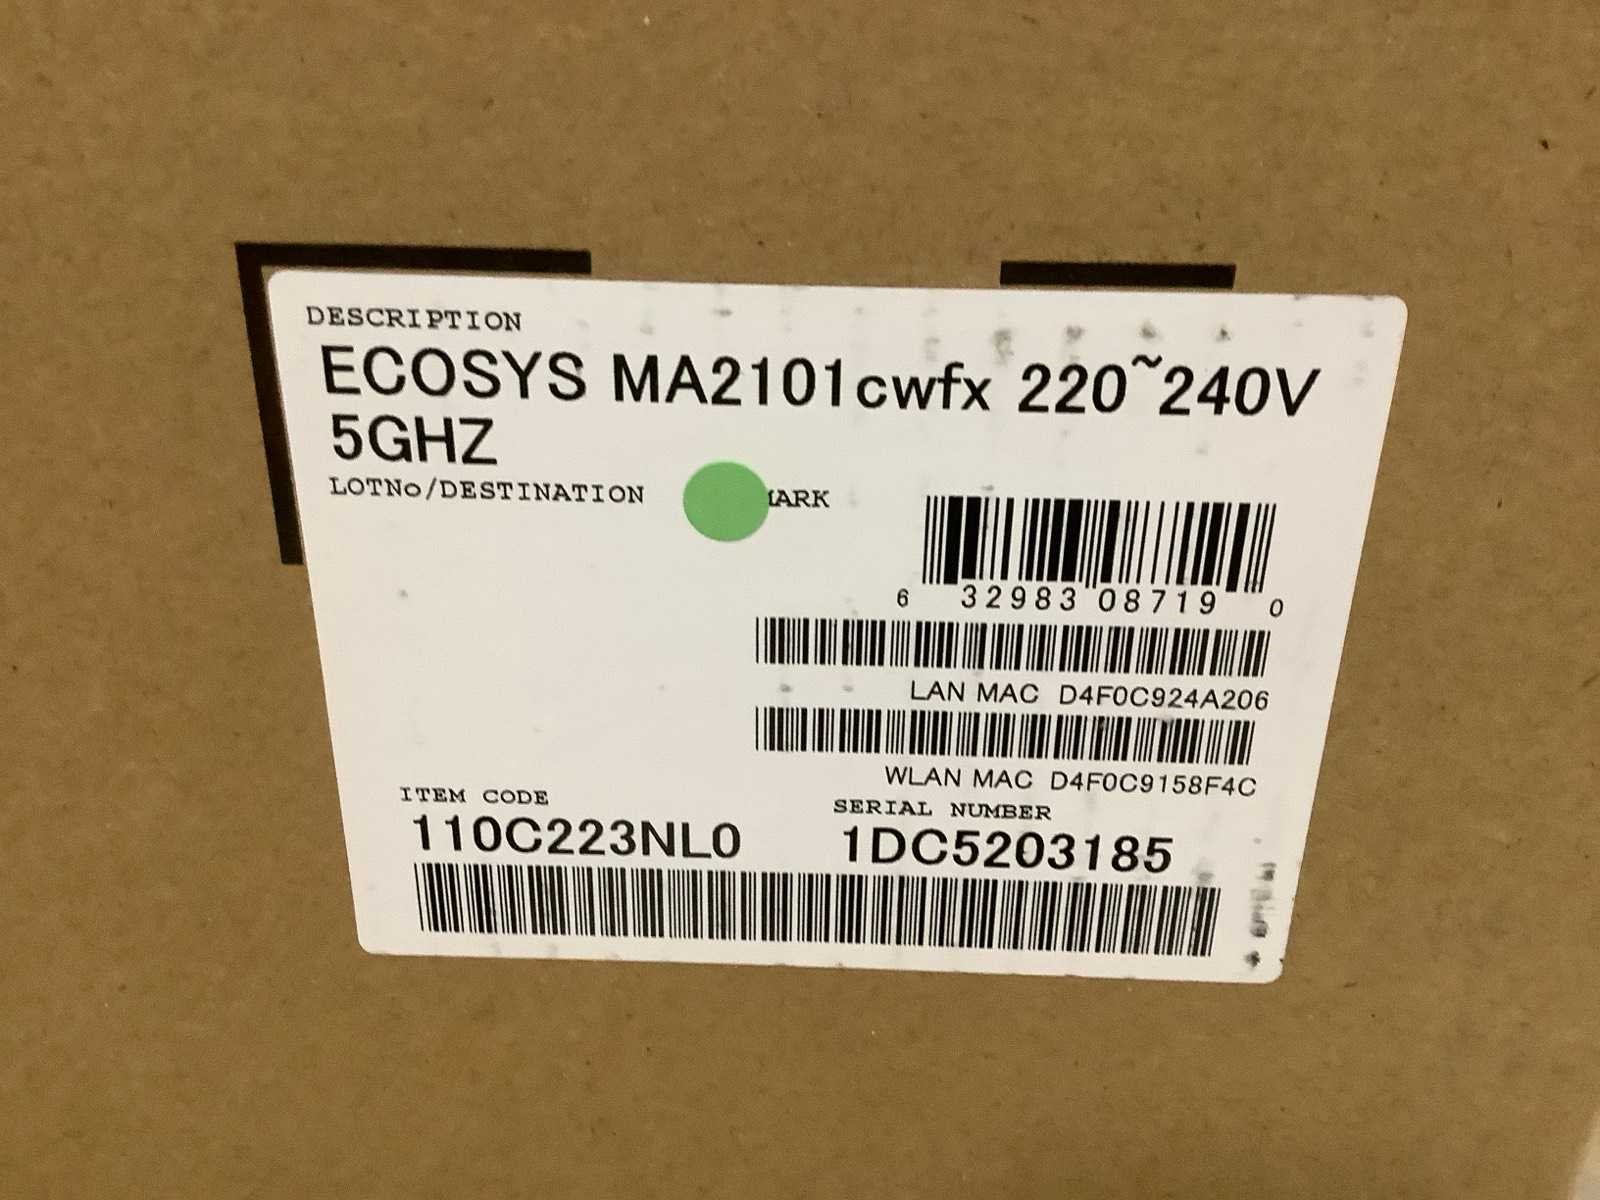 DESCRIPTION
ECOSYS MA2101cwfx 220~240V
5GHZ
LOTNo/DESTINATION
6 32983 08719 0
LAN MAC D4F0C924A206
WLAN MAC D4F0C9158F4C
ITEM CODE
SERIAL NUMBER
110C223NL0
1DC5203185